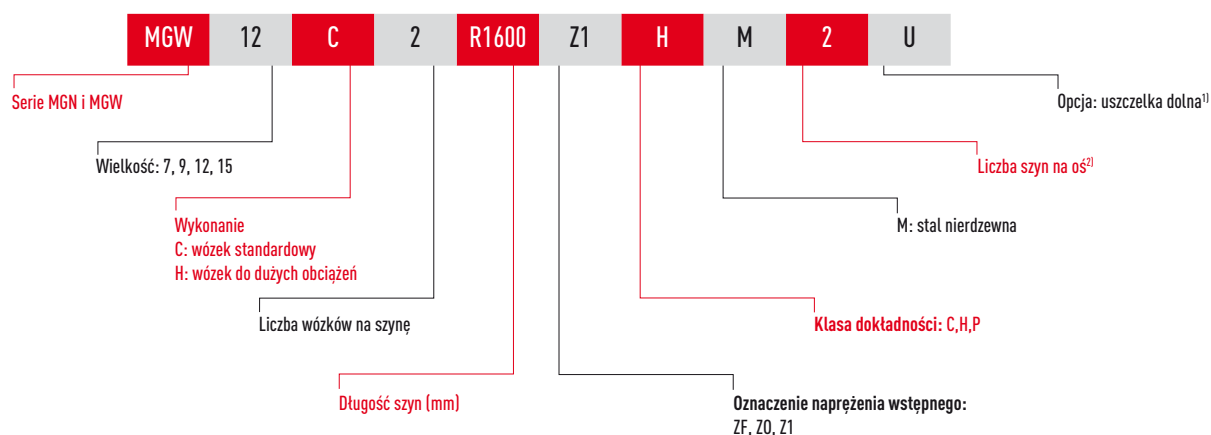 MGW 12 C 2 R1600 Z1 H M 2 U
Serie MGN i MGW
Opcja: uszczelka dolna¹⁾
Wielkość: 7, 9, 12, 15
Liczba szyn na oś²⁾
Wykonanie
C: wózek standardowy
H: wózek do dużych obciążeń
M: stal nierdzewna
Liczba wózków na szynę
Klasa dokładności: C,H,P
Długość szyn (mm)
Oznaczenie naprężenia wstępnego:
ZF, Z0, Z1